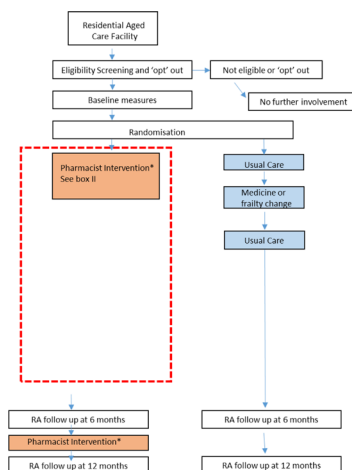 Residential Aged
Care Facility
Eligibility Screening and 'opt' out
Not eligible or 'opt' out
Baseline measures
No further involvement
Randomisation
Pharmacist Intervention*
See box II
Usual Care
Medicine or
frailty change
Usual Care
RA follow up at 6 months
RA follow up at 6 months
Pharmacist Intervention*
RA follow up at 12 months
RA follow up at 12 months